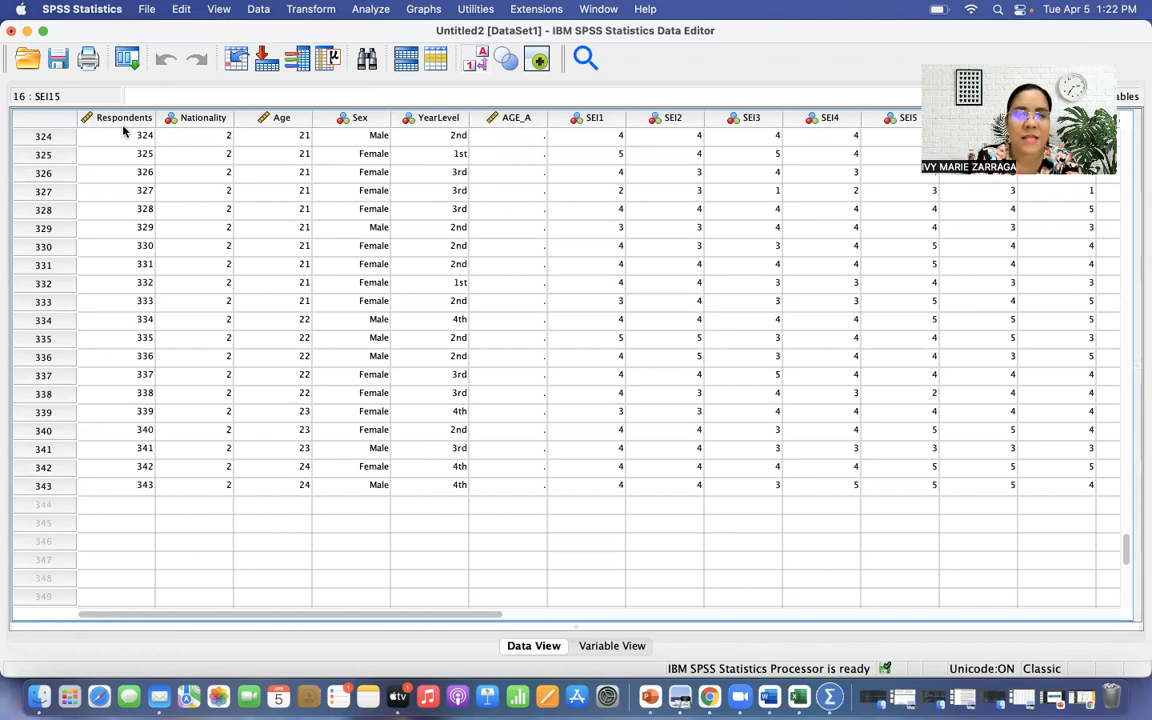 SPSS Statistics File Edit View Data Transform Analyze Graphs Utilities Extensions Window Help Tue Apr 5 1:22 PM
Untitled2 [DataSet1] - IBM SPSS Statistics Data Editor
16 : SEI15 ables
IVY MARIE ZARRAGA
Respondents Nationality Age Sex YearLevel AGE_A SEI1 SEI2 SEI3 SEI4 SEI5
324 324 2 21 Male 2nd . 4 4 4 4
325 325 2 21 Female 1st . 5 4 5 4
326 326 2 21 Female 3rd . 4 3 4 3
327 327 2 21 Female 3rd . 2 3 1 2 3 3 1
328 328 2 21 Female 3rd . 4 4 4 4 4 4 5
329 329 2 21 Male 2nd . 3 3 4 4 4 3 3
330 330 2 21 Female 2nd . 4 3 3 4 5 4 4
331 331 2 21 Female 2nd . 4 4 4 4 5 4 4
332 332 2 21 Female 1st . 4 4 3 3 4 3 3
333 333 2 21 Female 2nd . 3 4 3 3 5 4 5
334 334 2 22 Male 4th . 4 4 4 4 5 5 5
335 335 2 22 Male 2nd . 5 5 3 4 4 5 3
336 336 2 22 Male 2nd . 4 5 3 4 4 3 5
337 337 2 22 Female 3rd . 4 4 5 4 4 4 4
338 338 2 22 Female 3rd . 4 3 4 3 2 4 4
339 339 2 23 Female 4th . 3 3 4 4 4 4 4
340 340 2 23 Female 2nd . 4 4 3 4 5 5 4
341 341 2 23 Male 3rd . 4 4 3 3 3 3 3
342 342 2 24 Female 4th . 4 4 4 4 5 5 5
343 343 2 24 Male 4th . 4 4 3 5 5 5 4
344
345
346
347
348
349
Data View Variable View
IBM SPSS Statistics Processor is ready Unicode:ON Classic